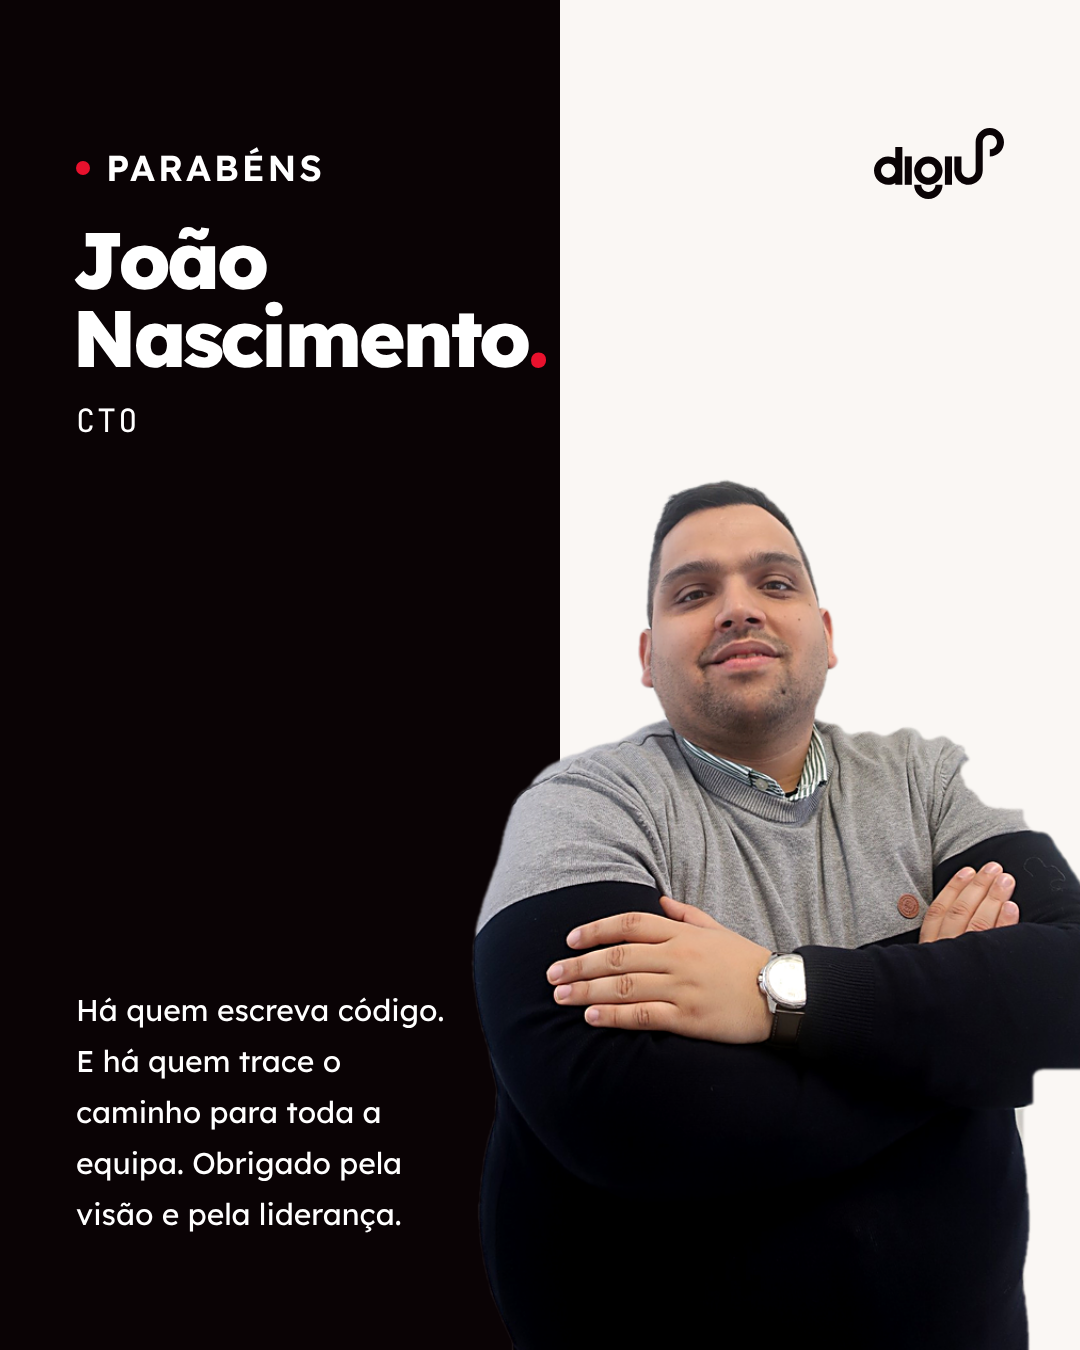 PARABÉNS
digiUP
João
Nascimento.
CTO
Há quem escreva código.
E há quem trace o
caminho para toda a
equipa. Obrigado pela
visão e pela liderança.